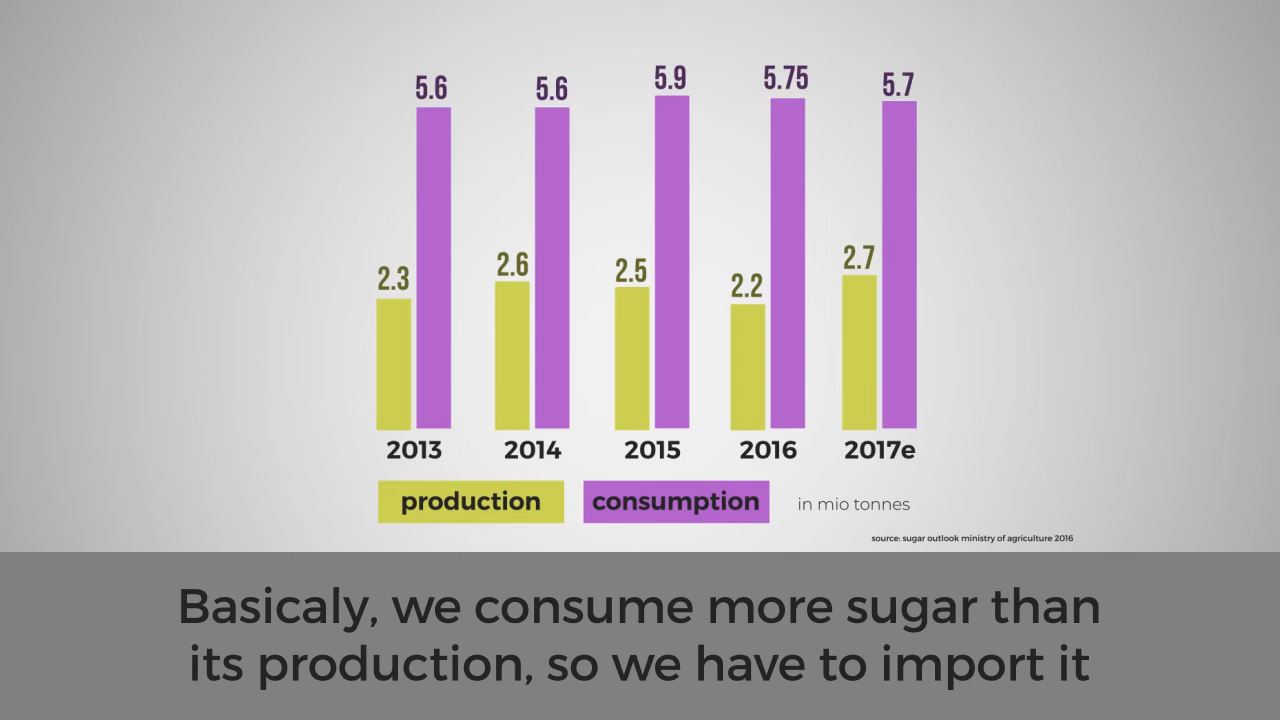 5.6 5.6 5.9 5.75 5.7
2.3 2.6 2.5 2.2 2.7
2013 2014 2015 2016 2017e
production consumption in mio tonnes
source: sugar outlook ministry of agriculture 2016
Basicaly, we consume more sugar than
its production, so we have to import it